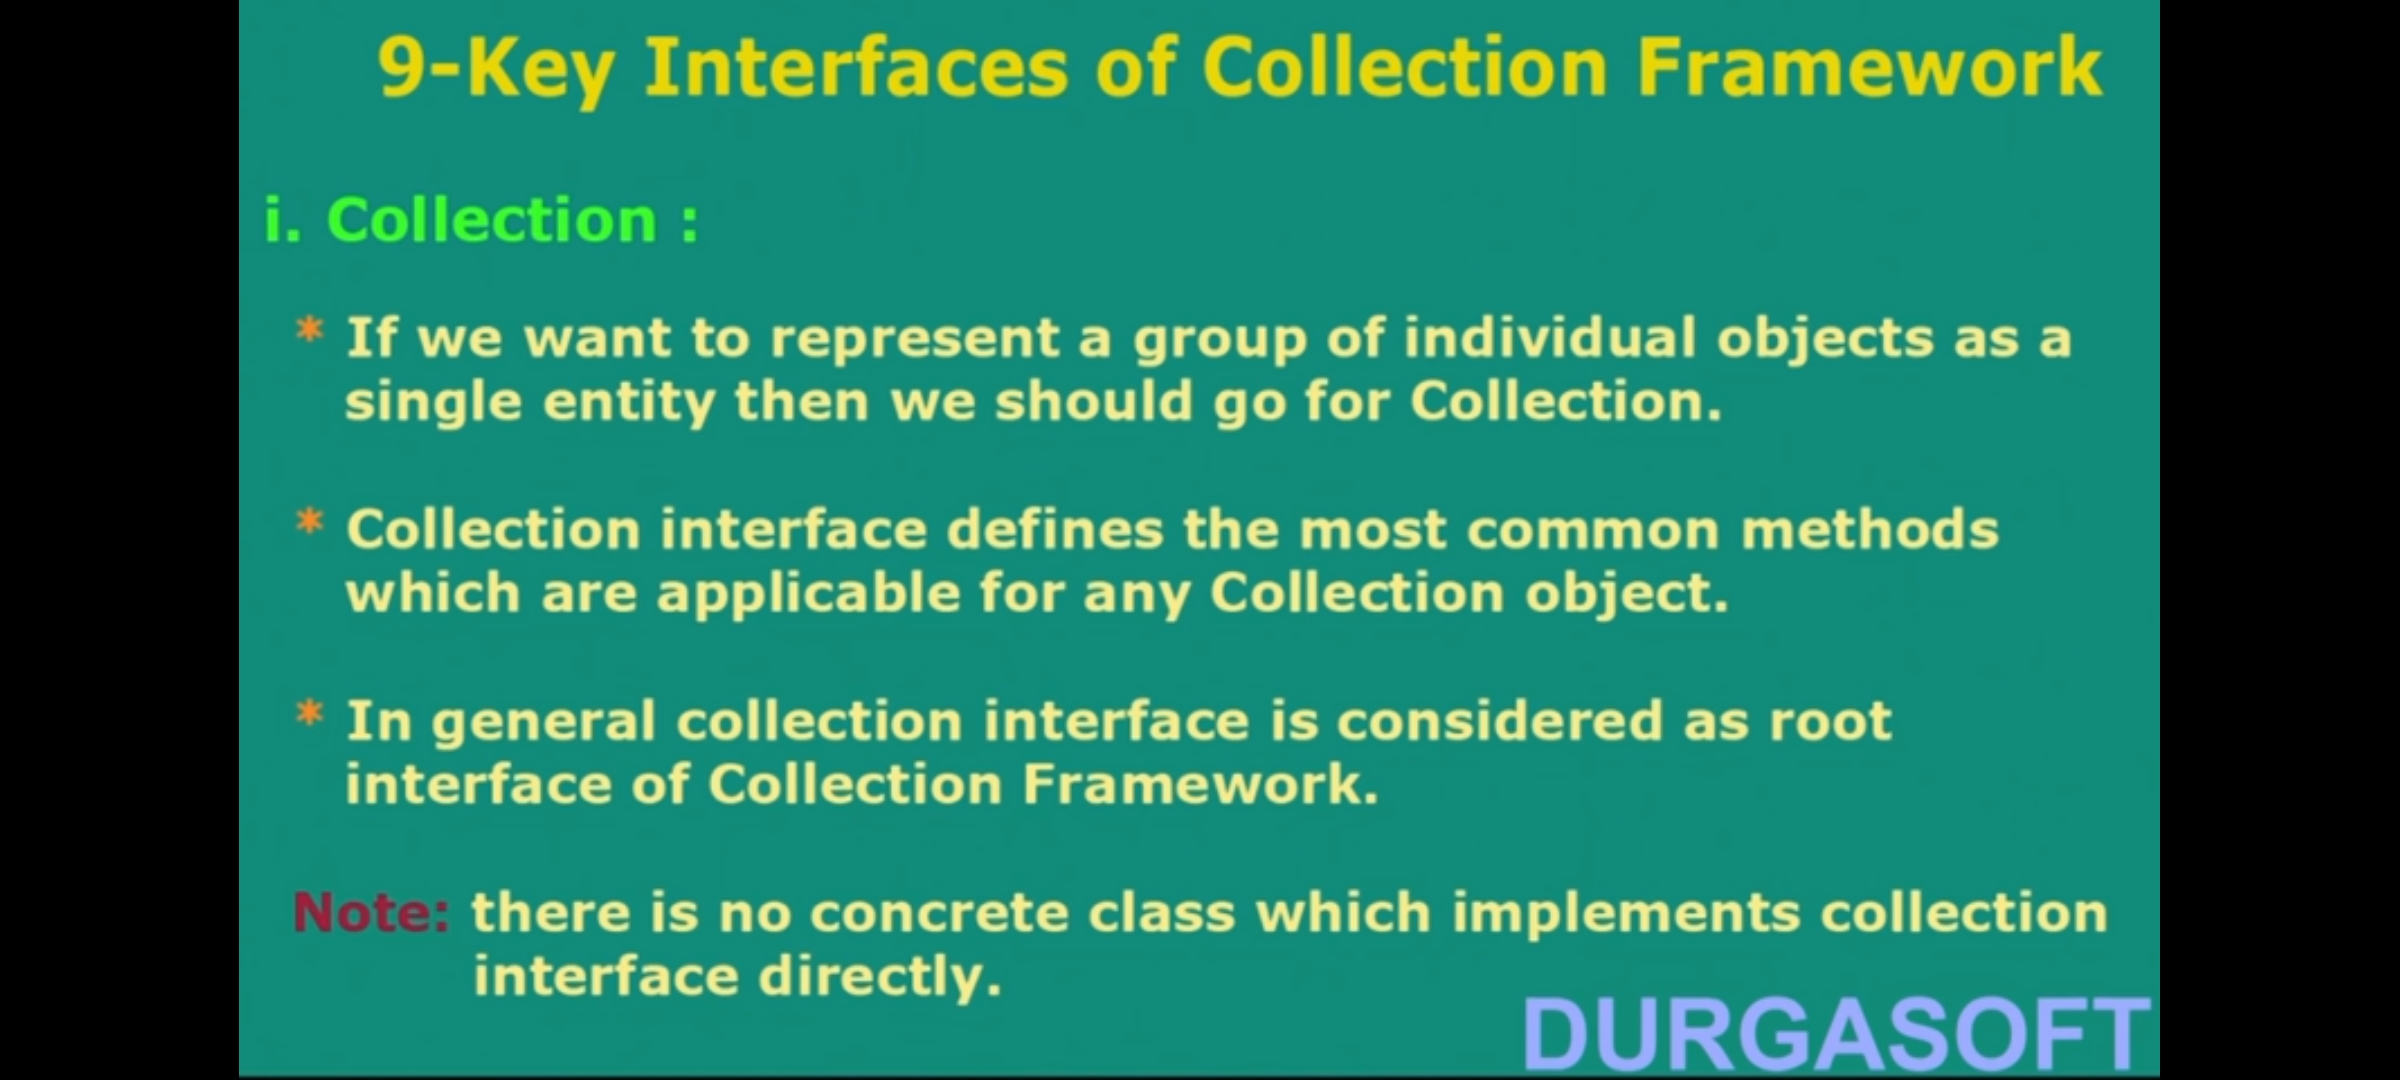 9-Key Interfaces of Collection Framework
i. Collection :
* If we want to represent a group of individual objects as a
single entity then we should go for Collection.
* Collection interface defines the most common methods
which are applicable for any Collection object.
* In general collection interface is considered as root
interface of Collection Framework.
Note: there is no concrete class which implements collection
interface directly.
DURGASOFT